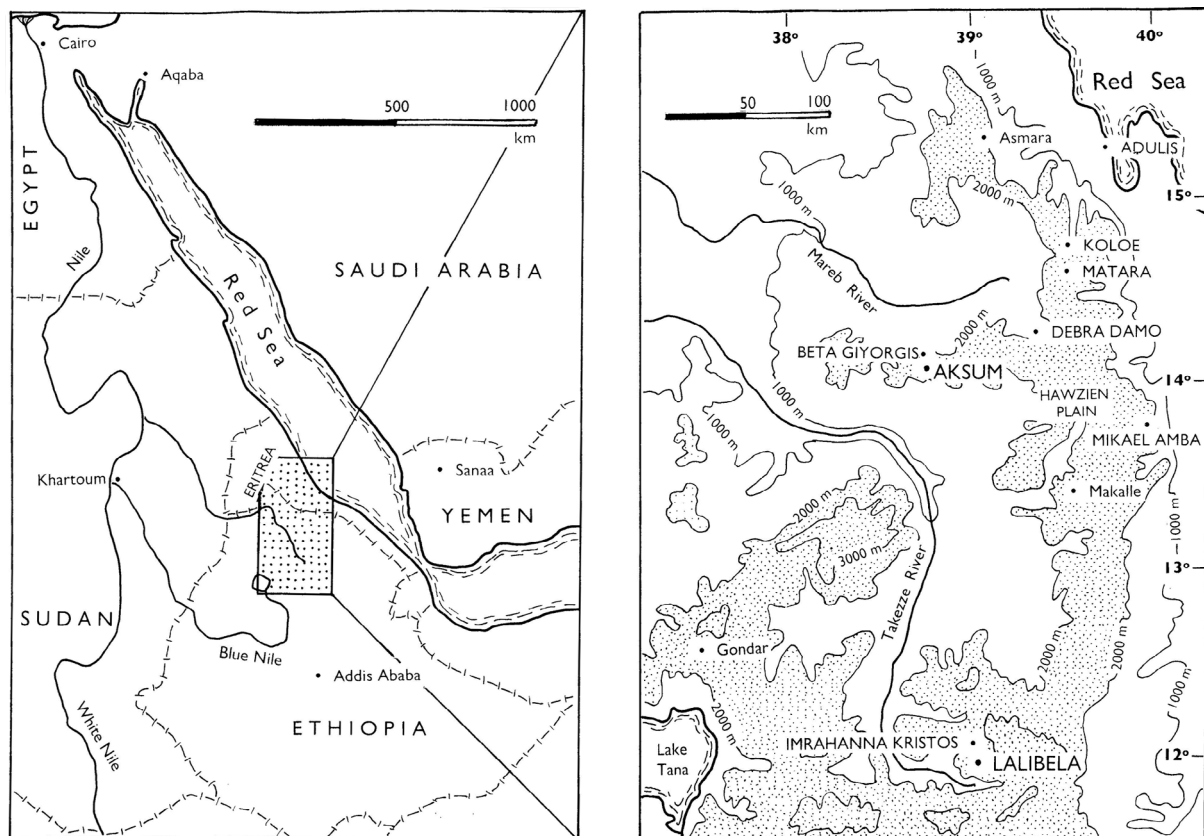 Cairo
Aqaba
500
1000
km
EGYPT
Nile
SAUDI ARABIA
Red Sea
Khartoum
ERITREA
Sanaa
YEMEN
SUDAN
Blue Nile
Addis Ababa
ETHIOPIA
White Nile
38°
39°
40°
1000 m
Red Sea
50
100
km
Asmara
ADULIS
15°
1000 m
2000 m
KOLOE
MATARA
Mareb River
2000 m
DEBRA DAMO
BETA GIYORGIS
AKSUM
14°
1000 m
HAWZIEN
PLAIN
1000 m
MIKAEL AMBA
Makalle
2000 m
1000 m
3000 m
13°
Takezze River
Gondar
2000 m
2000 m
1000 m
2000 m
IMRAHANNA KRISTOS
LALIBELA
12°
Lake
Tana